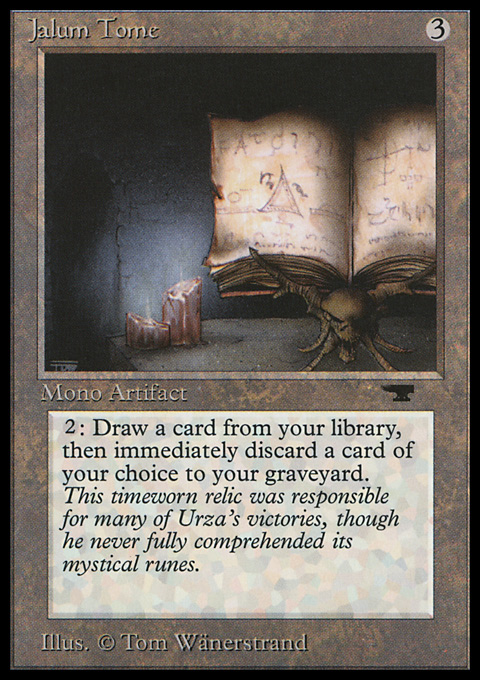 Jalum Tome 3
Mono Artifact
2: Draw a card from your library,
then immediately discard a card of
your choice to your graveyard.
This timeworn relic was responsible
for many of Urza's victories, though
he never fully comprehended its
mystical runes.
Illus. © Tom Wänerstrand